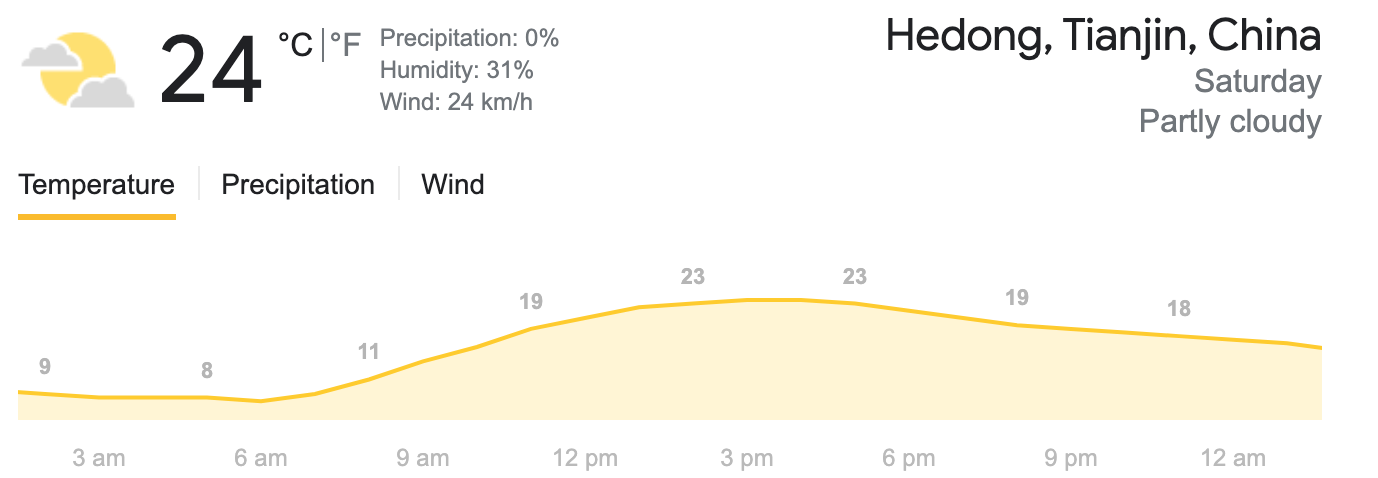 24 °C | °F
Precipitation: 0%
Humidity: 31%
Wind: 24 km/h
Hedong, Tianjin, China
Saturday
Partly cloudy
Temperature | Precipitation | Wind
9 8 11 19 23 23 19 18
3 am 6 am 9 am 12 pm 3 pm 6 pm 9 pm 12 am